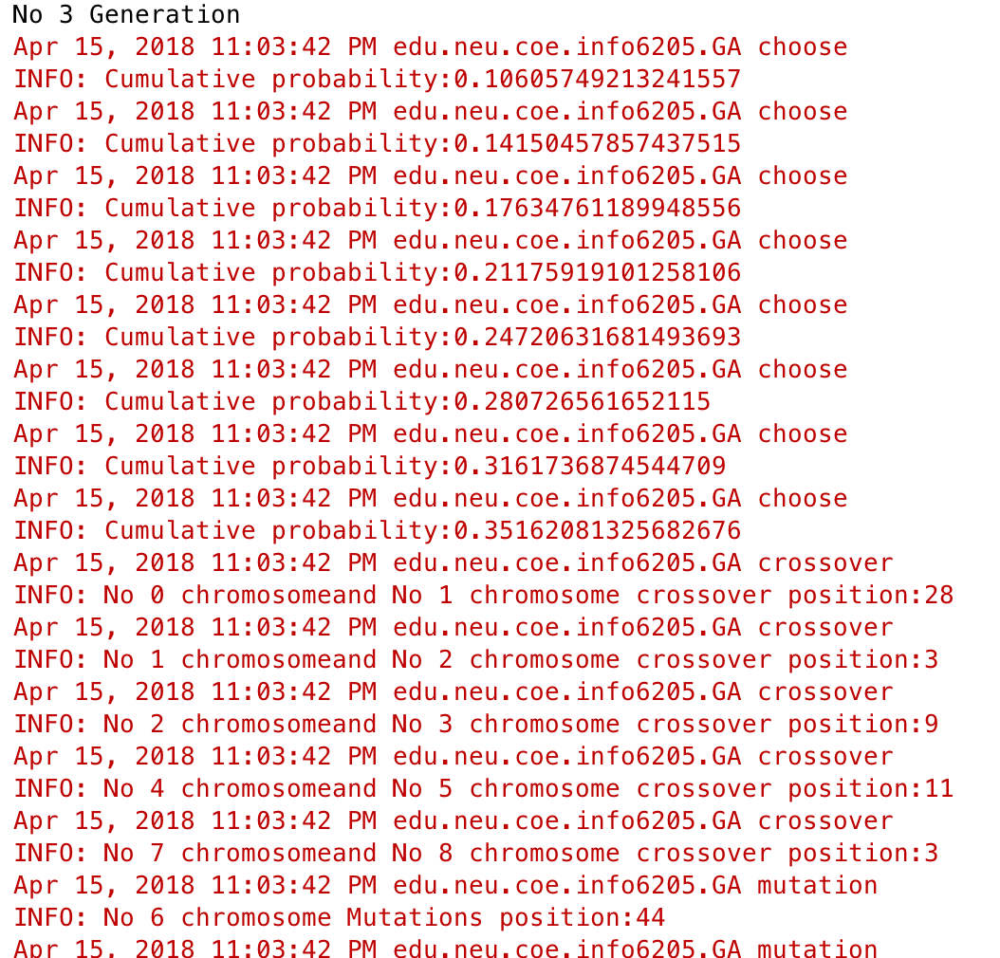 No 3 Generation
Apr 15, 2018 11:03:42 PM edu.neu.coe.info6205.GA choose
INFO: Cumulative probability:0.10605749213241557
Apr 15, 2018 11:03:42 PM edu.neu.coe.info6205.GA choose
INFO: Cumulative probability:0.14150457857437515
Apr 15, 2018 11:03:42 PM edu.neu.coe.info6205.GA choose
INFO: Cumulative probability:0.17634761189948556
Apr 15, 2018 11:03:42 PM edu.neu.coe.info6205.GA choose
INFO: Cumulative probability:0.21175919101258106
Apr 15, 2018 11:03:42 PM edu.neu.coe.info6205.GA choose
INFO: Cumulative probability:0.24720631681493693
Apr 15, 2018 11:03:42 PM edu.neu.coe.info6205.GA choose
INFO: Cumulative probability:0.280726561652115
Apr 15, 2018 11:03:42 PM edu.neu.coe.info6205.GA choose
INFO: Cumulative probability:0.3161736874544709
Apr 15, 2018 11:03:42 PM edu.neu.coe.info6205.GA choose
INFO: Cumulative probability:0.35162081325682676
Apr 15, 2018 11:03:42 PM edu.neu.coe.info6205.GA crossover
INFO: No 0 chromosomeand No 1 chromosome crossover position:28
Apr 15, 2018 11:03:42 PM edu.neu.coe.info6205.GA crossover
INFO: No 1 chromosomeand No 2 chromosome crossover position:3
Apr 15, 2018 11:03:42 PM edu.neu.coe.info6205.GA crossover
INFO: No 2 chromosomeand No 3 chromosome crossover position:9
Apr 15, 2018 11:03:42 PM edu.neu.coe.info6205.GA crossover
INFO: No 4 chromosomeand No 5 chromosome crossover position:11
Apr 15, 2018 11:03:42 PM edu.neu.coe.info6205.GA crossover
INFO: No 7 chromosomeand No 8 chromosome crossover position:3
Apr 15, 2018 11:03:42 PM edu.neu.coe.info6205.GA mutation
INFO: No 6 chromosome Mutations position:44
Apr 15, 2018 11:03:42 PM edu.neu.coe.info6205.GA mutation